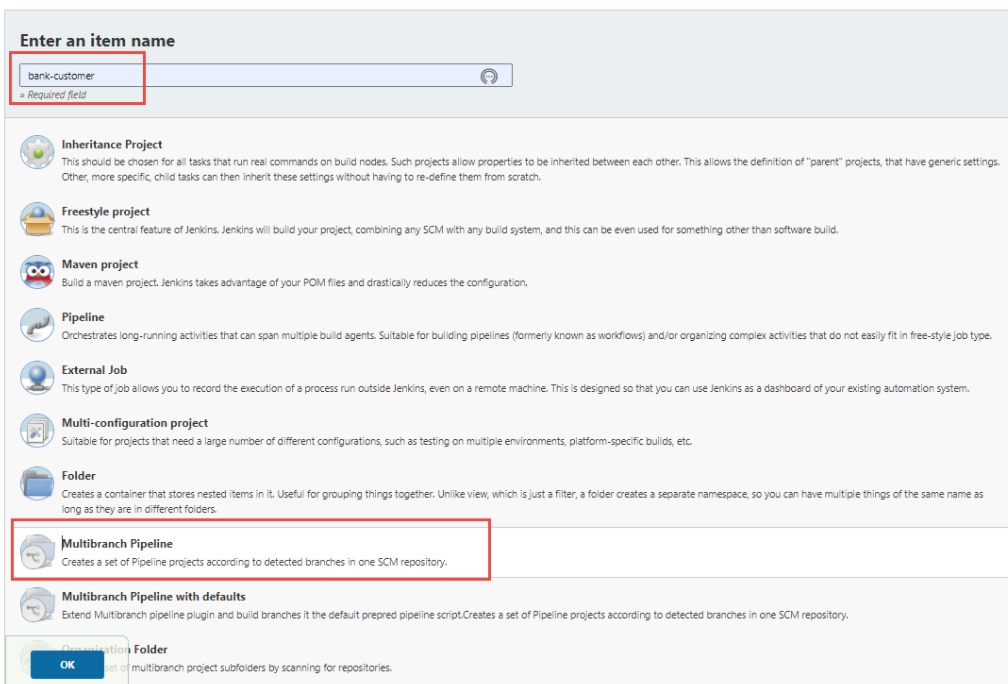 Enter an item name
bank-customer
» Required field
Inheritance Project
This should be chosen for all tasks that run real commands on build nodes. Such projects allow properties to be inherited between each other. This allows the definition of "parent" projects, that have generic settings.
Other, more specific, child tasks can then inherit these settings without having to re-define them from scratch.
Freestyle project
This is the central feature of Jenkins. Jenkins will build your project, combining any SCM with any build system, and this can be even used for something other than software build.
Maven project
Build a maven project. Jenkins takes advantage of your POM files and drastically reduces the configuration.
Pipeline
Orchestrates long-running activities that can span multiple build agents. Suitable for building pipelines (formerly known as workflows) and/or organizing complex activities that do not easily fit in free-style job type.
External Job
This type of job allows you to record the execution of a process run outside Jenkins, even on a remote machine. This is designed so that you can use Jenkins as a dashboard of your existing automation system.
Multi-configuration project
Suitable for projects that need a large number of different configurations, such as testing on multiple environments, platform-specific builds, etc.
Folder
Creates a container that stores nested items in it. Useful for grouping things together. Unlike view, which is just a filter, a folder creates a separate namespace, so you can have multiple things of the same name as
long as they are in different folders.
Multibranch Pipeline
Creates a set of Pipeline projects according to detected branches in one SCM repository.
Multibranch Pipeline with defaults
Extend Multibranch pipeline plugin and build branches it the default prepred pipeline script.Creates a set of Pipeline projects according to detected branches in one SCM repository.
Organization Folder
set of multibranch project subfolders by scanning for repositories.
OK